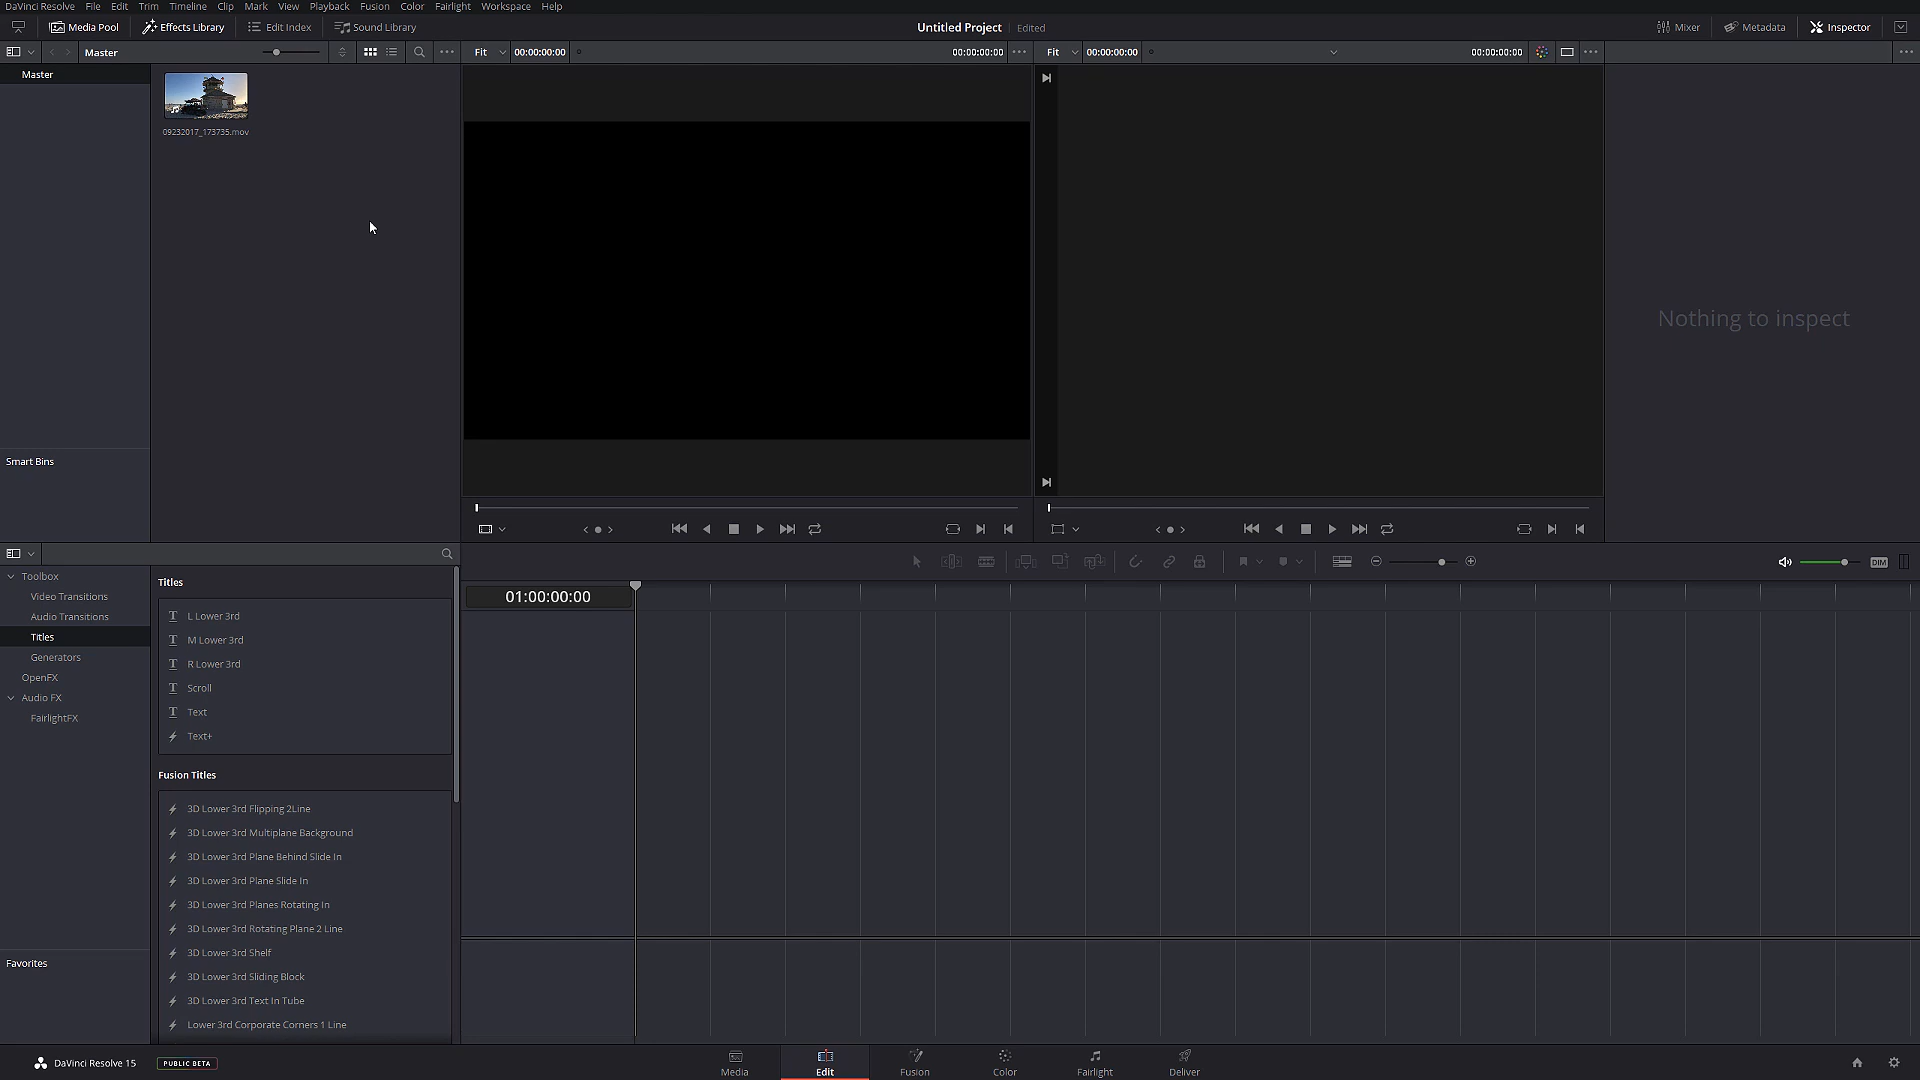 DaVinci Resolve File Edit Trim Timeline Clip Mark View Playback Fusion Color Fairlight Workspace Help
Media Pool Effects Library Edit Index Sound Library Untitled Project Edited Mixer Metadata Inspector
Master Fit 00:00:00:00 00:00:00:00 Fit 00:00:00:00 00:00:00:00
Master
09232017_173735.mov
Nothing to inspect
Smart Bins
DIM
Toolbox
Video Transitions
Audio Transitions
Titles
Generators
OpenFX
Audio FX
FairlightFX
Favorites
Titles
L Lower 3rd
M Lower 3rd
R Lower 3rd
Scroll
Text
Text+
Fusion Titles
3D Lower 3rd Flipping 2Line
3D Lower 3rd Multiplane Background
3D Lower 3rd Plane Behind Slide In
3D Lower 3rd Plane Slide In
3D Lower 3rd Planes Rotating In
3D Lower 3rd Rotating Plane 2 Line
3D Lower 3rd Shelf
3D Lower 3rd Sliding Block
3D Lower 3rd Text In Tube
Lower 3rd Corporate Corners 1 Line
01:00:00:00
DaVinci Resolve 15 PUBLIC BETA
Media Edit Fusion Color Fairlight Deliver